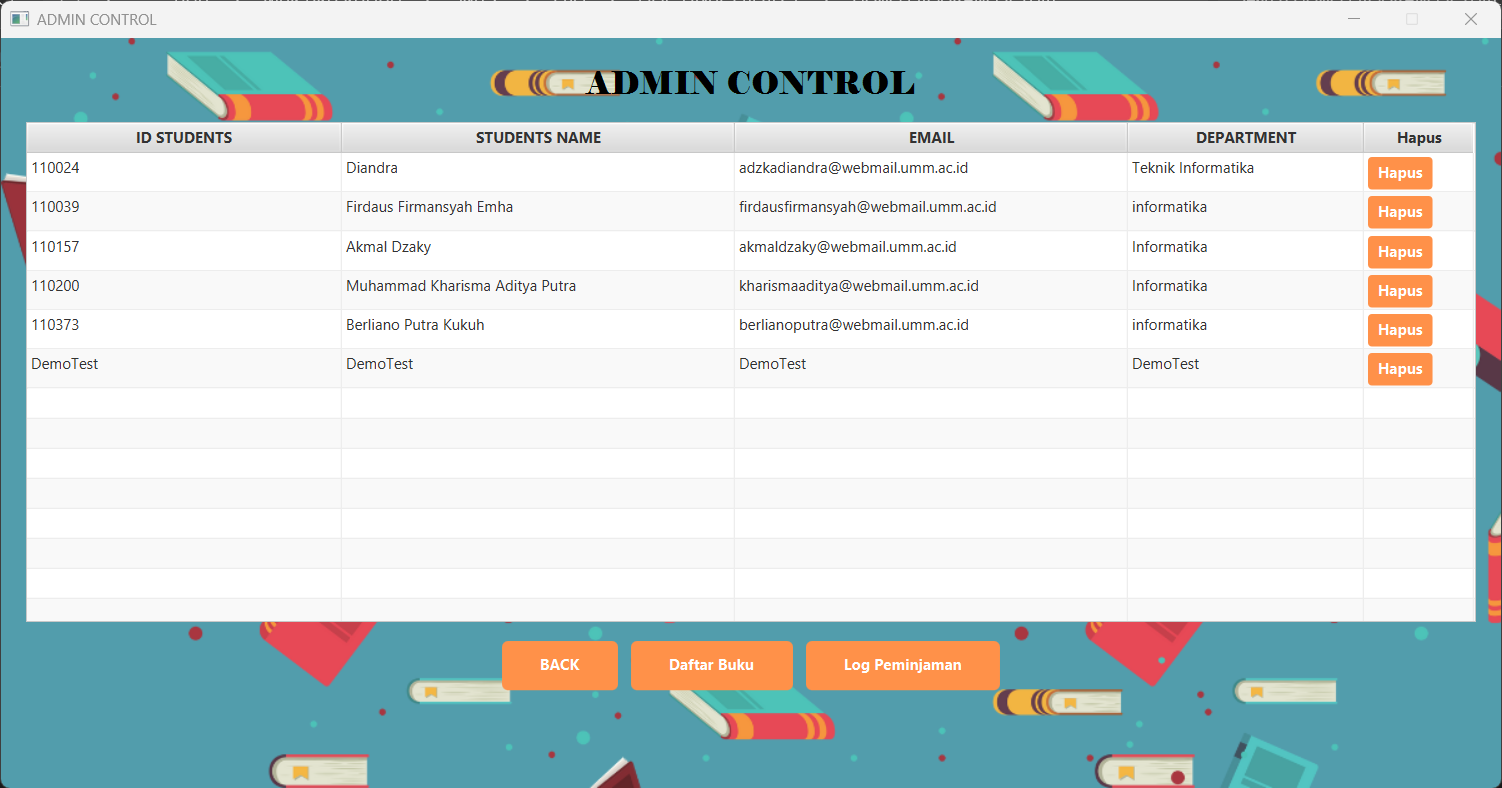 ADMIN CONTROL
ADMIN CONTROL
ID STUDENTS STUDENTS NAME EMAIL DEPARTMENT Hapus
110024 Diandra adzkadiandra@webmail.umm.ac.id Teknik Informatika Hapus
110039 Firdaus Firmansyah Emha firdausfirmansyah@webmail.umm.ac.id informatika Hapus
110157 Akmal Dzaky akmaldzaky@webmail.umm.ac.id Informatika Hapus
110200 Muhammad Kharisma Aditya Putra kharismaaditya@webmail.umm.ac.id Informatika Hapus
110373 Berliano Putra Kukuh berlianoputra@webmail.umm.ac.id informatika Hapus
DemoTest DemoTest DemoTest DemoTest Hapus
BACK Daftar Buku Log Peminjaman